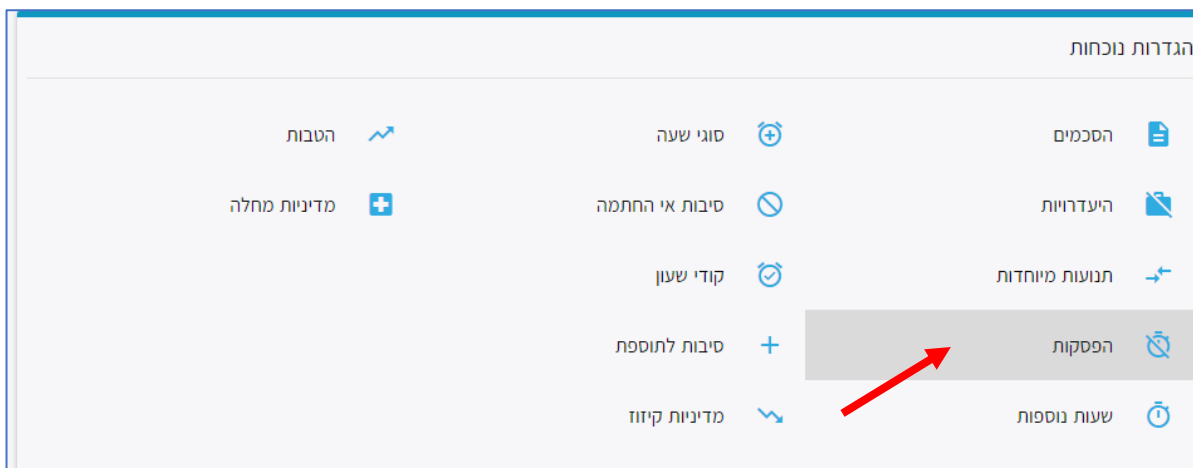 הגדרות נוכחות
הסכמים
היעדרויות
תנועות מיוחדות
הפסקות
שעות נוספות
סוגי שעה
סיבות אי החתמה
קודי שעון
סיבות לתוספת
מדיניות קיזוז
הטבות
מדיניות מחלה